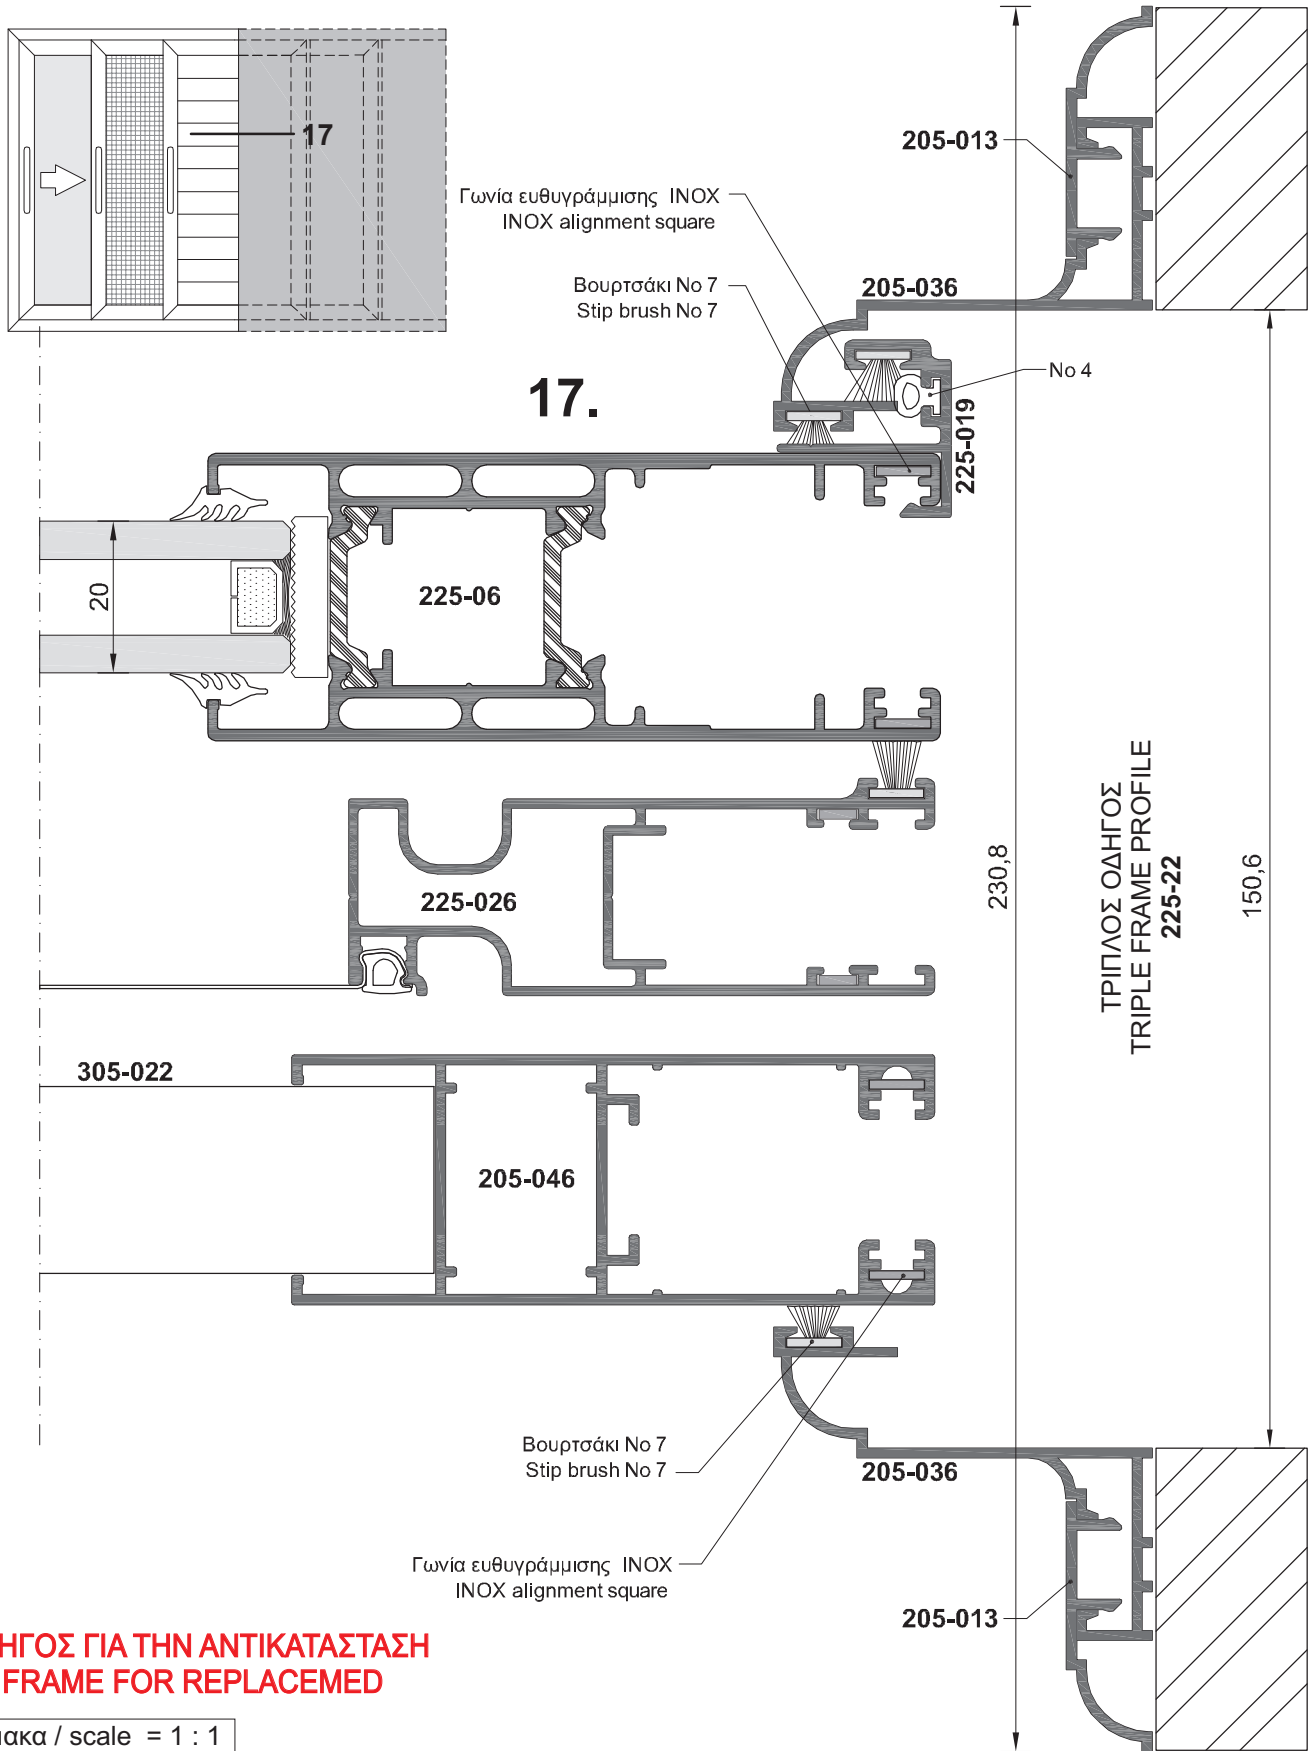 17
205-013
Γωνία ευθυγράμμισης INOX
INOX alignment square
Βουρτσάκι No 7
Stip brush No 7
205-036
No 4
17.
225-019
20
225-06
225-026
230,8
ΤΡΙΠΛΟΣ ΟΔΗΓΟΣ
TRIPLE FRAME PROFILE
225-22
150,6
305-022
205-046
Βουρτσάκι No 7
Stip brush No 7
205-036
Γωνία ευθυγράμμισης INOX
INOX alignment square
205-013
ΗΓΟΣ ΓΙΑ ΤΗΝ ΑΝΤΙΚΑΤΑΣΤΑΣΗ
FRAME FOR REPLACEMED
ιακα / scale = 1 : 1